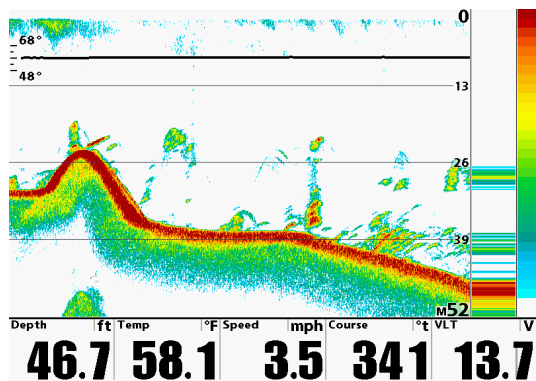 0
68°
48°
13
26
39
M52
Depth ft Temp °F Speed mph Course °t VLT V
46.7 58.1 3.5 341 13.7